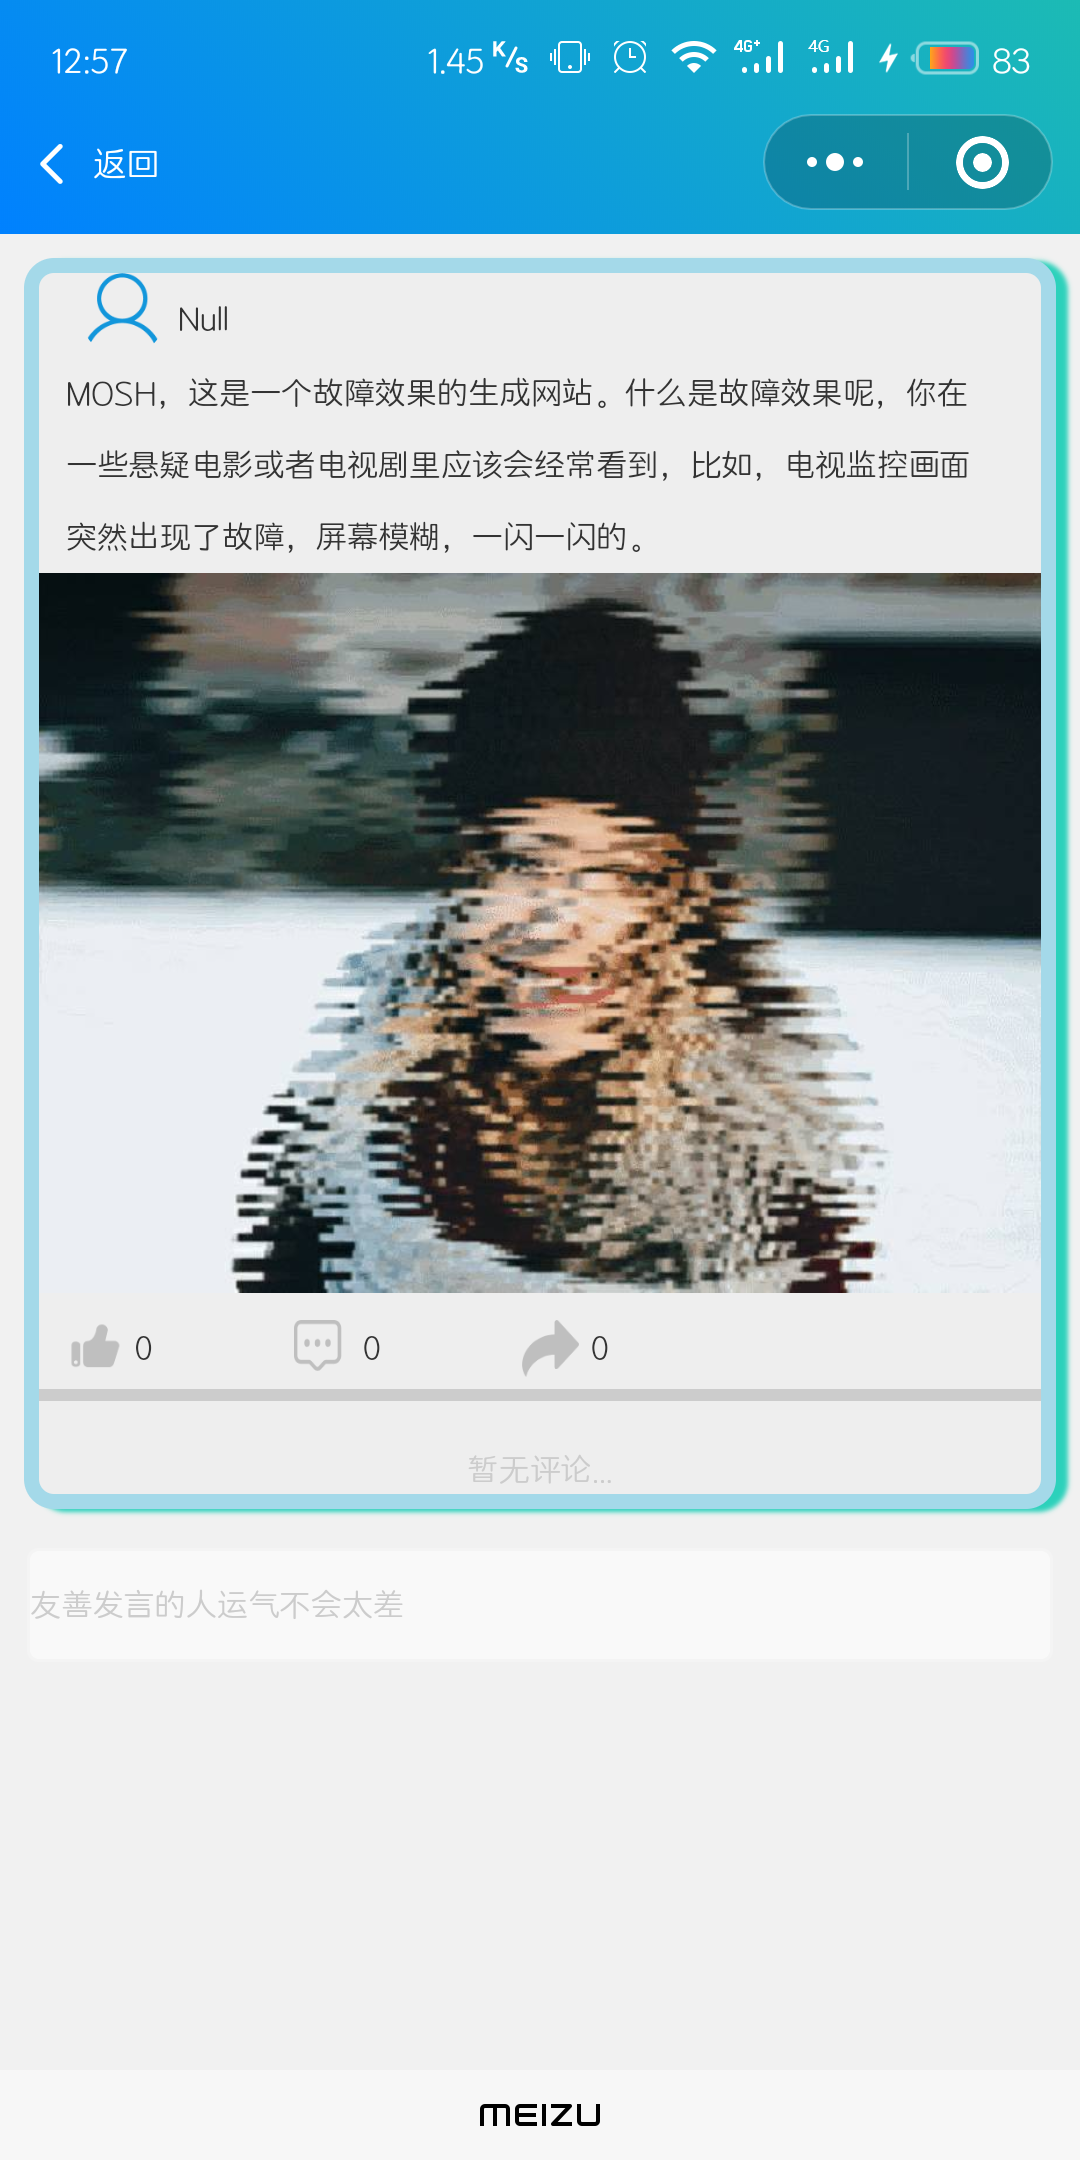 12:57
1.45 K/s 4G+ 4G 83
返回
Null
MOSH，这是一个故障效果的生成网站。什么是故障效果呢，你在
一些悬疑电影或者电视剧里应该会经常看到，比如，电视监控画面
突然出现了故障，屏幕模糊，一闪一闪的。
0 0 0
暂无评论...
友善发言的人运气不会太差
MEIZU